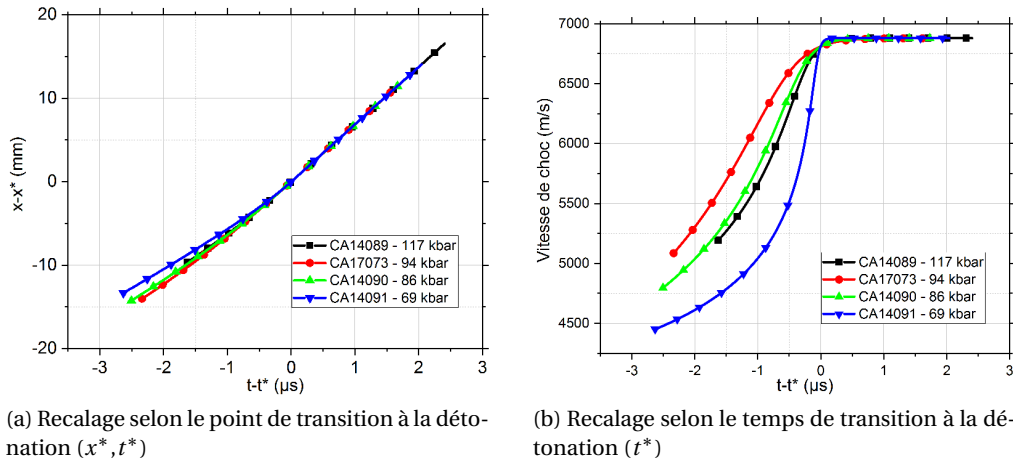 20
10
0
-10
-20
x-x* (mm)
-3
-2
-1
0
1
2
3
t-t* (µs)
CA14089 - 117 kbar
CA17073 - 94 kbar
CA14090 - 86 kbar
CA14091 - 69 kbar
(a) Recalage selon le point de transition à la déto-
nation (x*, t*)
7000
6500
6000
5500
5000
4500
Vitesse de choc (m/s)
-3
-2
-1
0
1
2
3
t-t* (µs)
CA14089 - 117 kbar
CA17073 - 94 kbar
CA14090 - 86 kbar
CA14091 - 69 kbar
(b) Recalage selon le temps de transition à la dé-
tonation (t*)